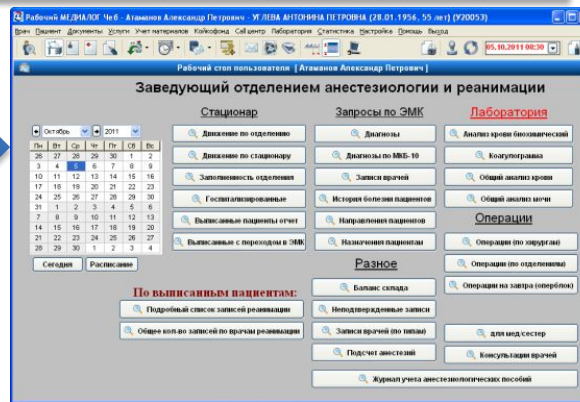 Рабочий МЕДИАЛОГ Чеб - Атаманов Александр Петрович - УГЛЕВА АНТОНИНА ПЕТРОВНА (28.01.1956, 55 лет) (У20053)
Врач Пациент Документы Услуги Учет материалов Койкофонд Call центр Лаборатория Статистика Настройка Помощь Выход
05.10.2011 08:30
Рабочий стол пользователя [Атаманов Александр Петрович]
Заведующий отделением анестезиологии и реанимации
Стационар
Запросы по ЭМК
Лаборатория
Октябрь 2011
Пн Вт Ср Чт Пт Сб Вс
26 27 28 29 30 1 2
3 4 5 6 7 8 9
10 11 12 13 14 15 16
17 18 19 20 21 22 23
24 25 26 27 28 29 30
31 1 2 3 4 5 6
7 8 9 10 11 12 13
14 15 16 17 18 19 20
21 22 23 24 25 26 27
28 29 30 1 2 3 4
Сегодня Расписание
Движение по отделению
Движение по стационару
Заполненность отделения
Госпитализированные
Выписанные пациенты отчет
Выписанные с переходом в ЭМК
Диагнозы
Диагнозы по МКБ-10
Записи врачей
История болезни пациентов
Направления пациентов
Назначения пациентам
Анализ крови биохимический
Коагулограмма
Общий анализ крови
Общий анализ мочи
Операции
Операции (по хирургам)
Операции (по отделениям)
Операции на завтра (оперблок)
Разное
Баланс склада
Неподтвержденные записи
Записи врачей (по типам)
Подсчет анестезий
По выписанным пациентам:
Подробный список записей реанимации
Общее кол-во записей по врачам реанимации
для мед/сестер
Консультации врачей
Журнал учета анестезиологических пособий